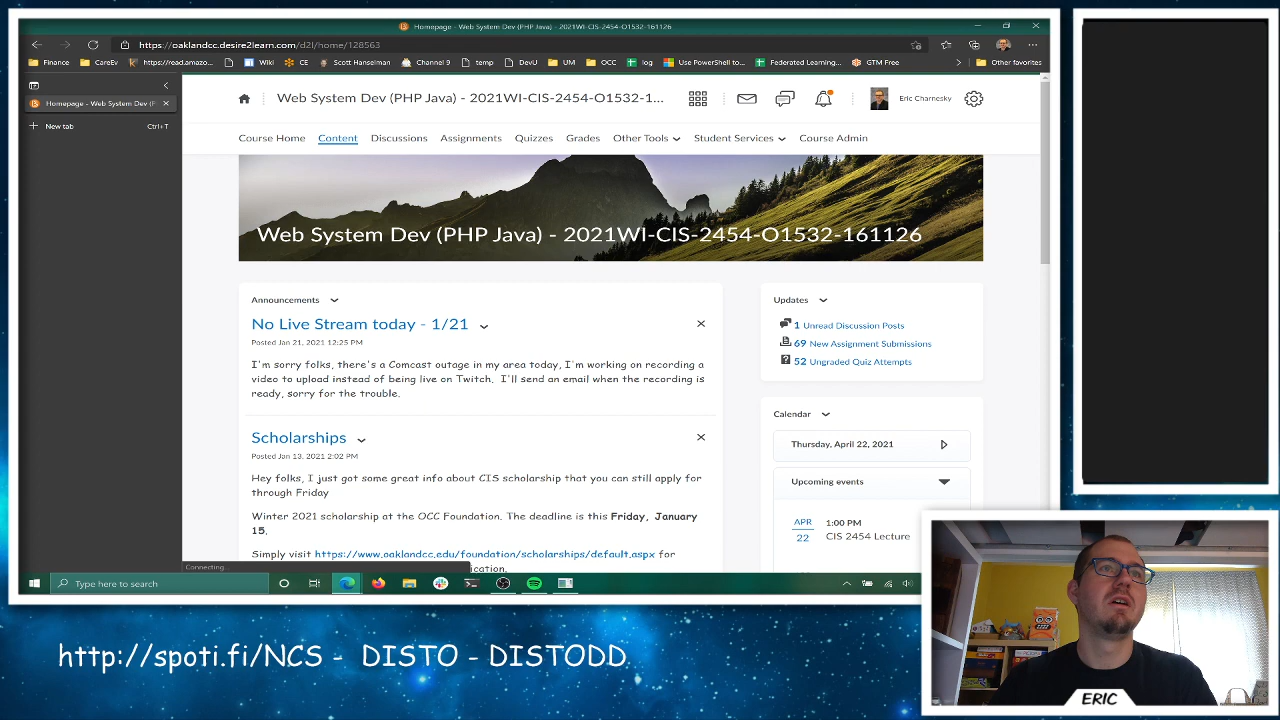 Homepage - Web System Dev (PHP Java) - 2021WI-CIS-2454-O1532-161126
https://oaklandcc.desire2learn.com/d2l/home/128563
Finance
CareEv
https://read.amazo...
Wiki
CT
Scott Hanselman
Channel 9
temp
DevU
UM
OCC
log
Use PowerShell to...
Federated Learning...
GTM Free
Other favorites
Homepage - Web System Dev (F
New tab
Ctrl+T
Web System Dev (PHP Java) - 2021WI-CIS-2454-O1532-1...
Eric Charnesky
Course Home Content Discussions Assignments Quizzes Grades Other Tools Student Services Course Admin
Web System Dev (PHP Java) - 2021WI-CIS-2454-O1532-161126
Announcements
No Live Stream today - 1/21
Posted Jan 21, 2021 12:25 PM
I'm sorry folks, there's a Comcast outage in my area today, I'm working on recording a
video to upload instead of being live on Twitch. I'll send an email when the recording is
ready, sorry for the trouble.
Scholarships
Posted Jan 13, 2021 2:02 PM
Hey folks, I just got some great info about CIS scholarship that you can still apply for
through Friday
Winter 2021 scholarship at the OCC Foundation. The deadline is this Friday, January
15.
Simply visit https://www.oaklandcc.edu/foundation/scholarships/default.aspx for
ication.
Connecting...
Updates
1 Unread Discussion Posts
69 New Assignment Submissions
52 Ungraded Quiz Attempts
Calendar
Thursday, April 22, 2021
Upcoming events
APR
22
1:00 PM
CIS 2454 Lecture
Type here to search
http://spoti.fi/NCS - DISTO - DISTODD
ERIC